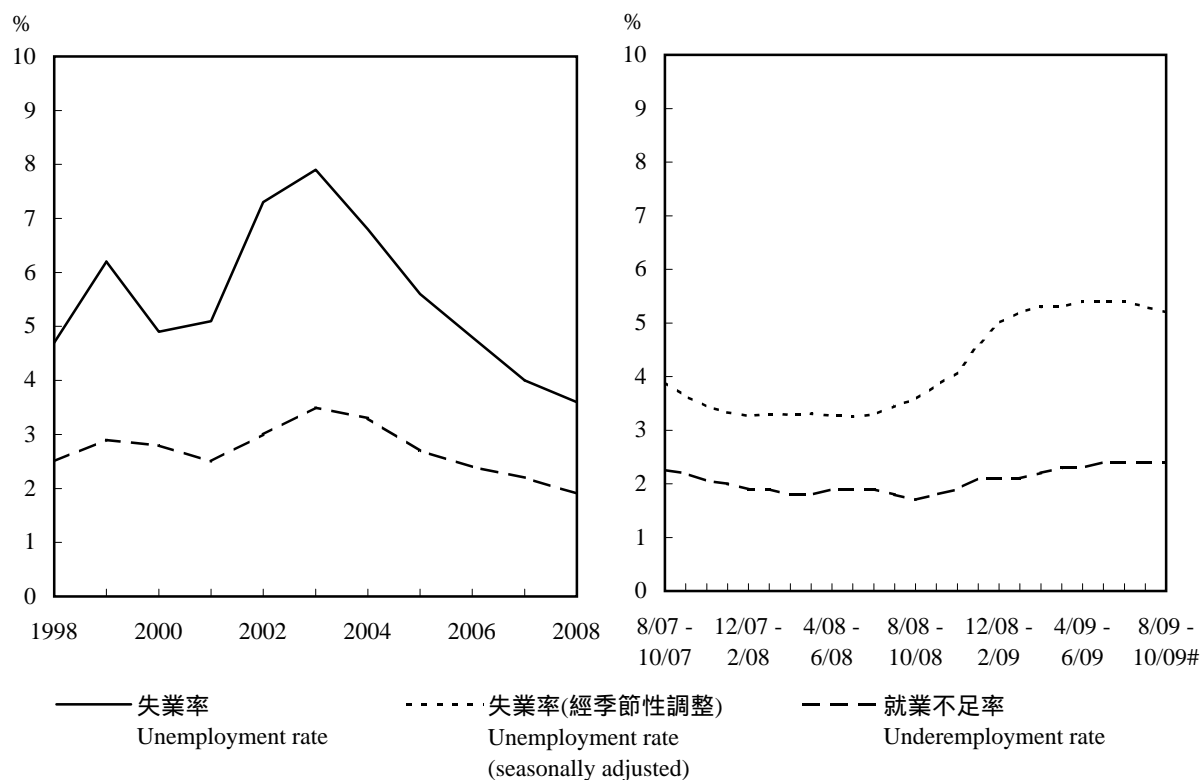 %
10
9
8
7
6
5
4
3
2
1
0
1998 2000 2002 2004 2006 2008
%
10
9
8
7
6
5
4
3
2
1
0
8/07 - 12/07 - 4/08 - 8/08 - 12/08 - 4/09 - 8/09 -
10/07 2/08 6/08 10/08 2/09 6/09 10/09#
失業率
Unemployment rate
失業率(經季節性調整)
Unemployment rate
(seasonally adjusted)
就業不足率
Underemployment rate